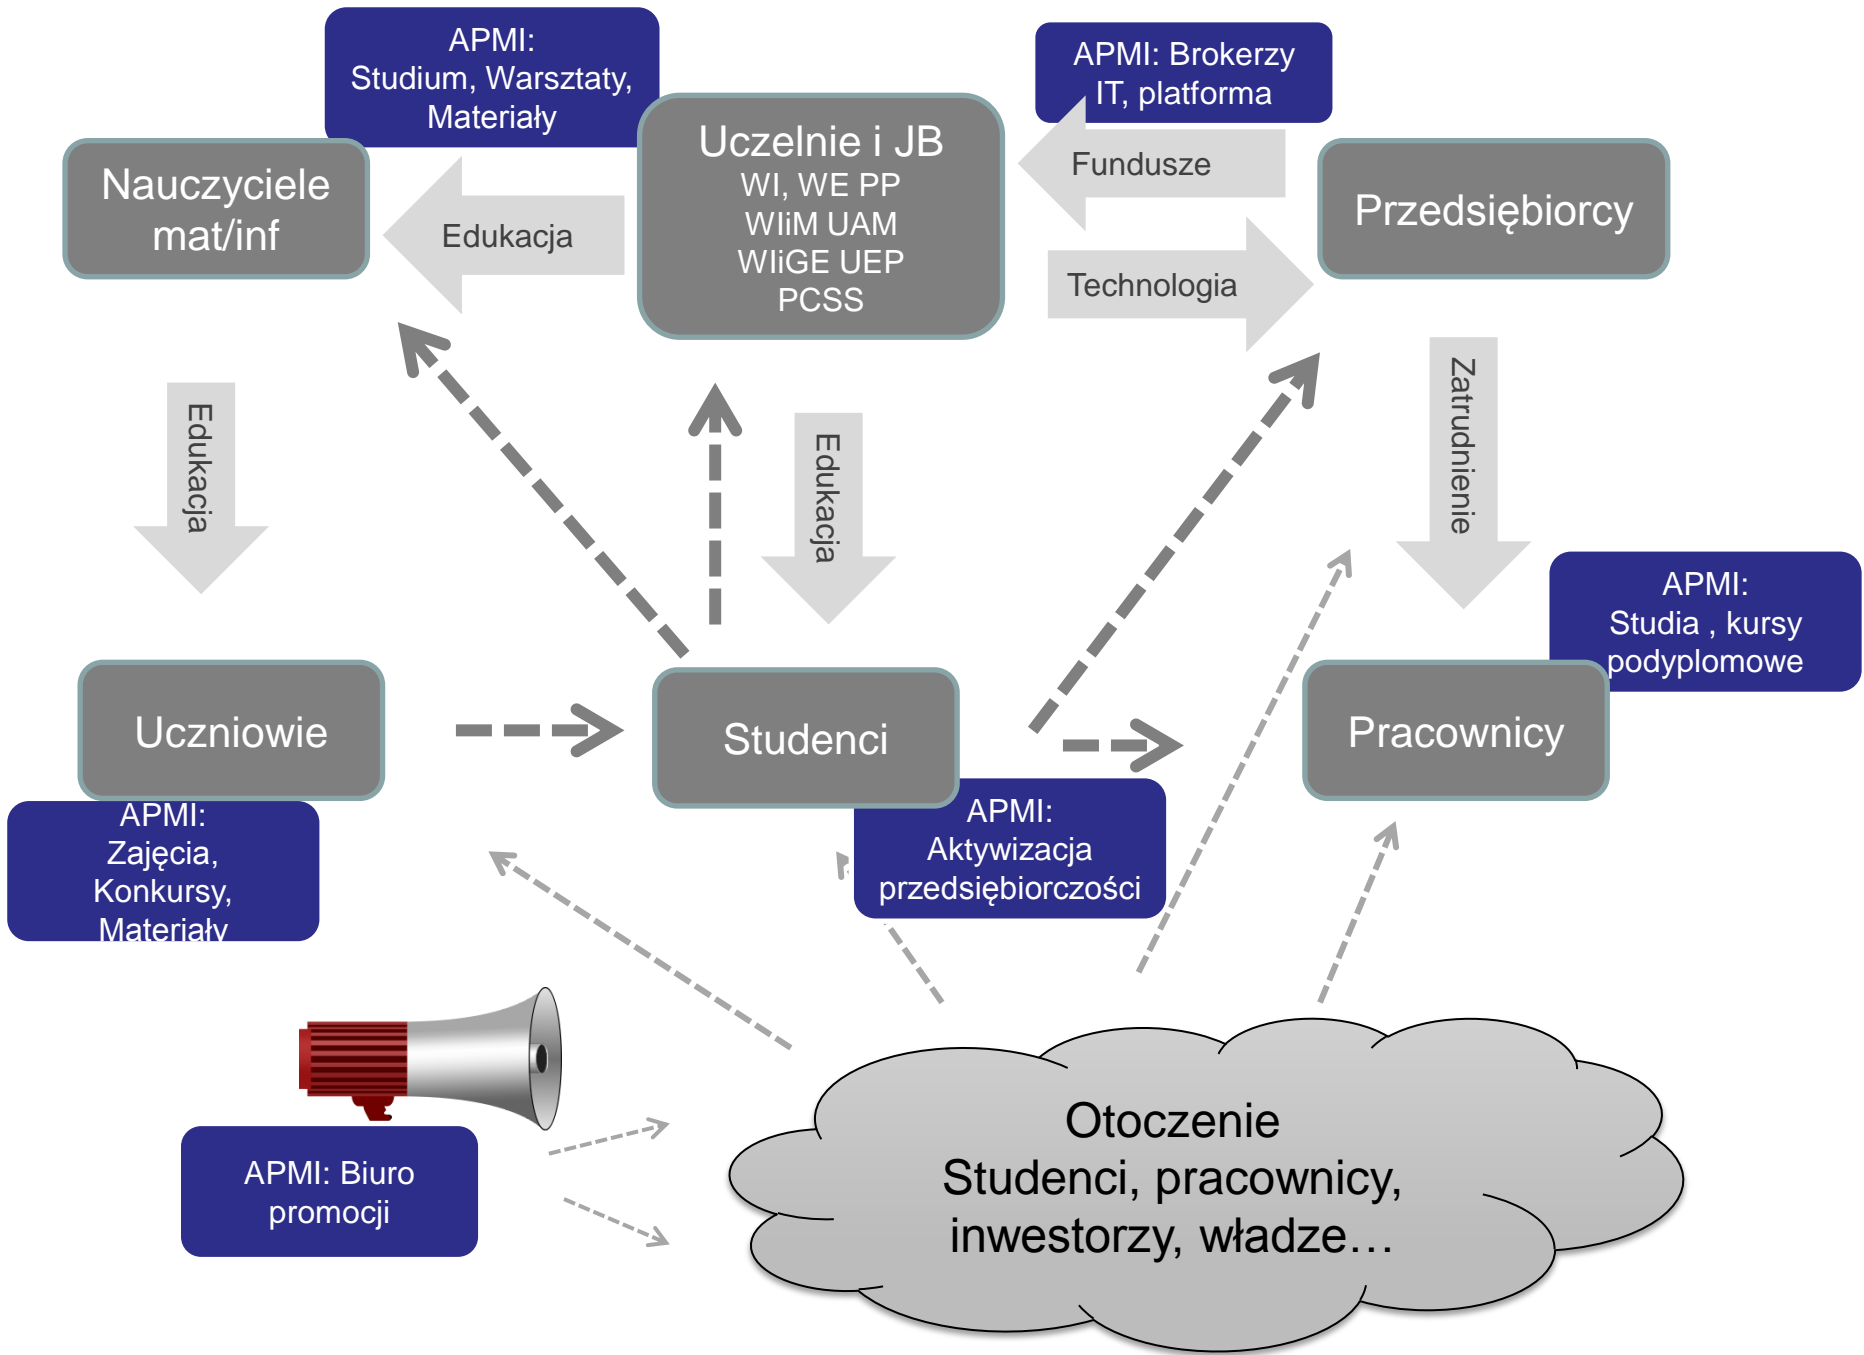 APMI:
Studium, Warsztaty,
Materiały
APMI: Brokerzy
IT, platforma
Nauczyciele
mat/inf
Edukacja
Uczelnie i JB
WI, WE PP
WIiM UAM
WIiGE UEP
PCSS
Fundusze
Technologia
Przedsiębiorcy
Edukacja
Edukacja
Zatrudnienie
APMI:
Studia , kursy
podyplomowe
Uczniowie
Studenci
Pracownicy
APMI:
Zajęcia,
Konkursy,
Materiały
APMI:
Aktywizacja
przedsiębiorczości
APMI: Biuro
promocji
Otoczenie
Studenci, pracownicy,
inwestorzy, władze…